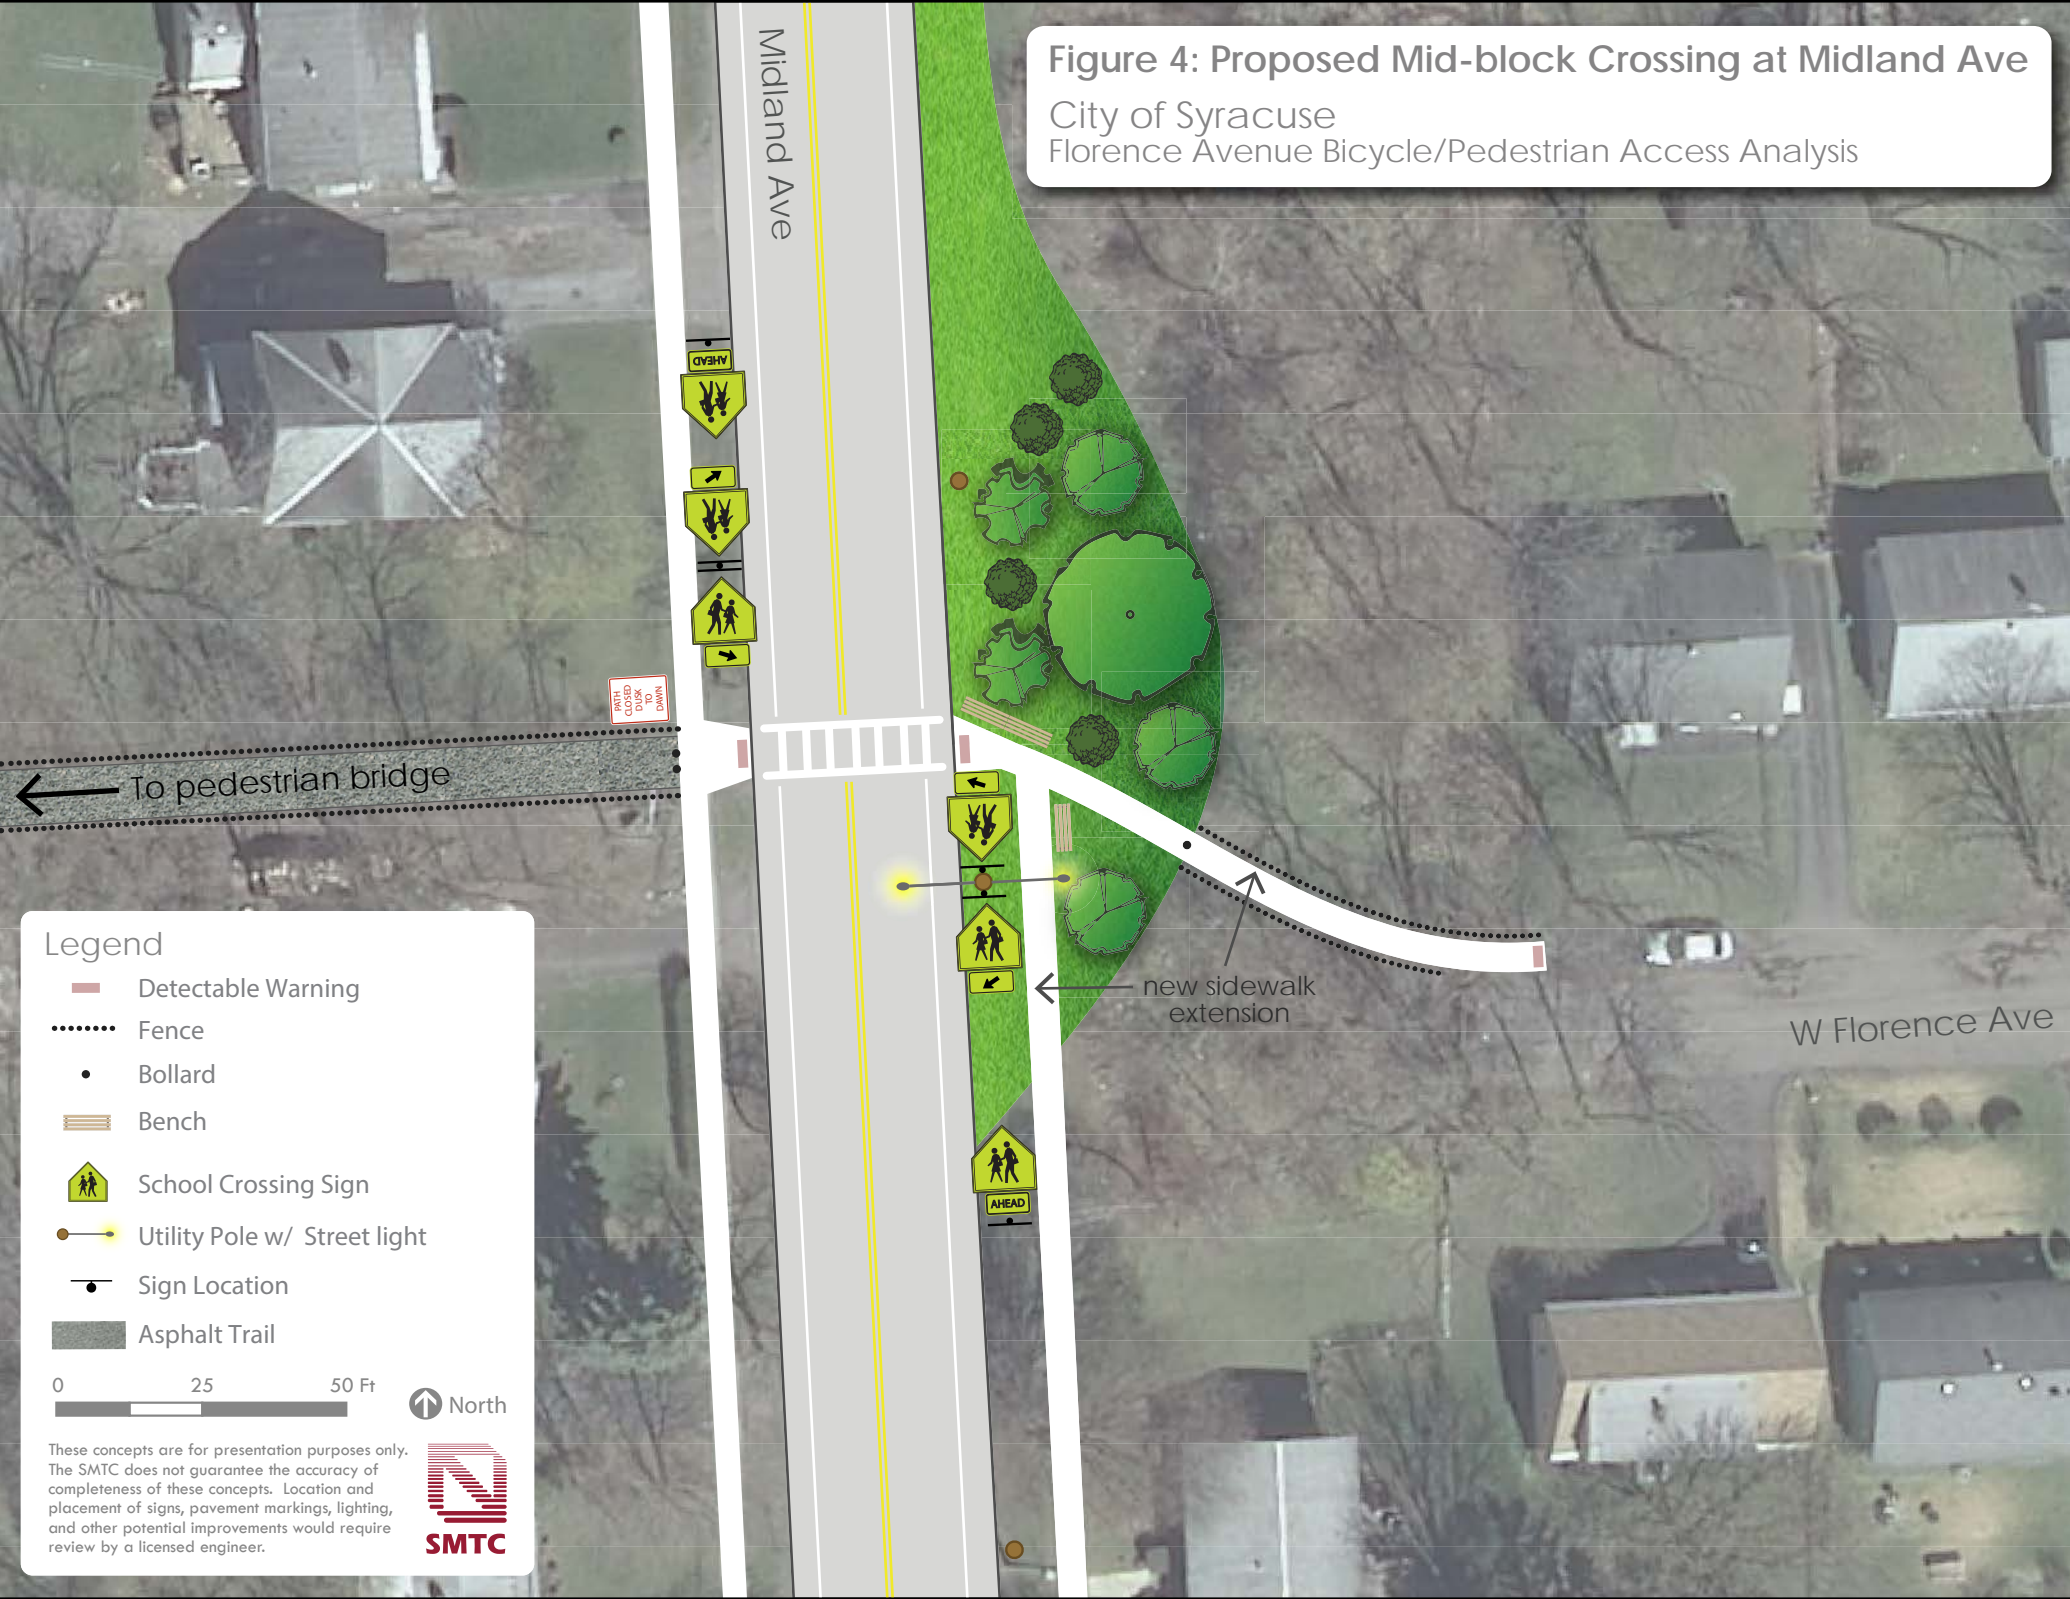 Figure 4: Proposed Mid-block Crossing at Midland Ave
City of Syracuse
Florence Avenue Bicycle/Pedestrian Access Analysis
Midland Ave
AHEAD
PATH
CLOSED
DUSK
TO
DAWN
To pedestrian bridge
new sidewalk
extension
W Florence Ave
AHEAD
Legend
Detectable Warning
Fence
Bollard
Bench
School Crossing Sign
Utility Pole w/ Street light
Sign Location
Asphalt Trail
0 25 50 Ft
North
These concepts are for presentation purposes only.
The SMTC does not guarantee the accuracy of
completeness of these concepts. Location and
placement of signs, pavement markings, lighting,
and other potential improvements would require
review by a licensed engineer.
SMTC